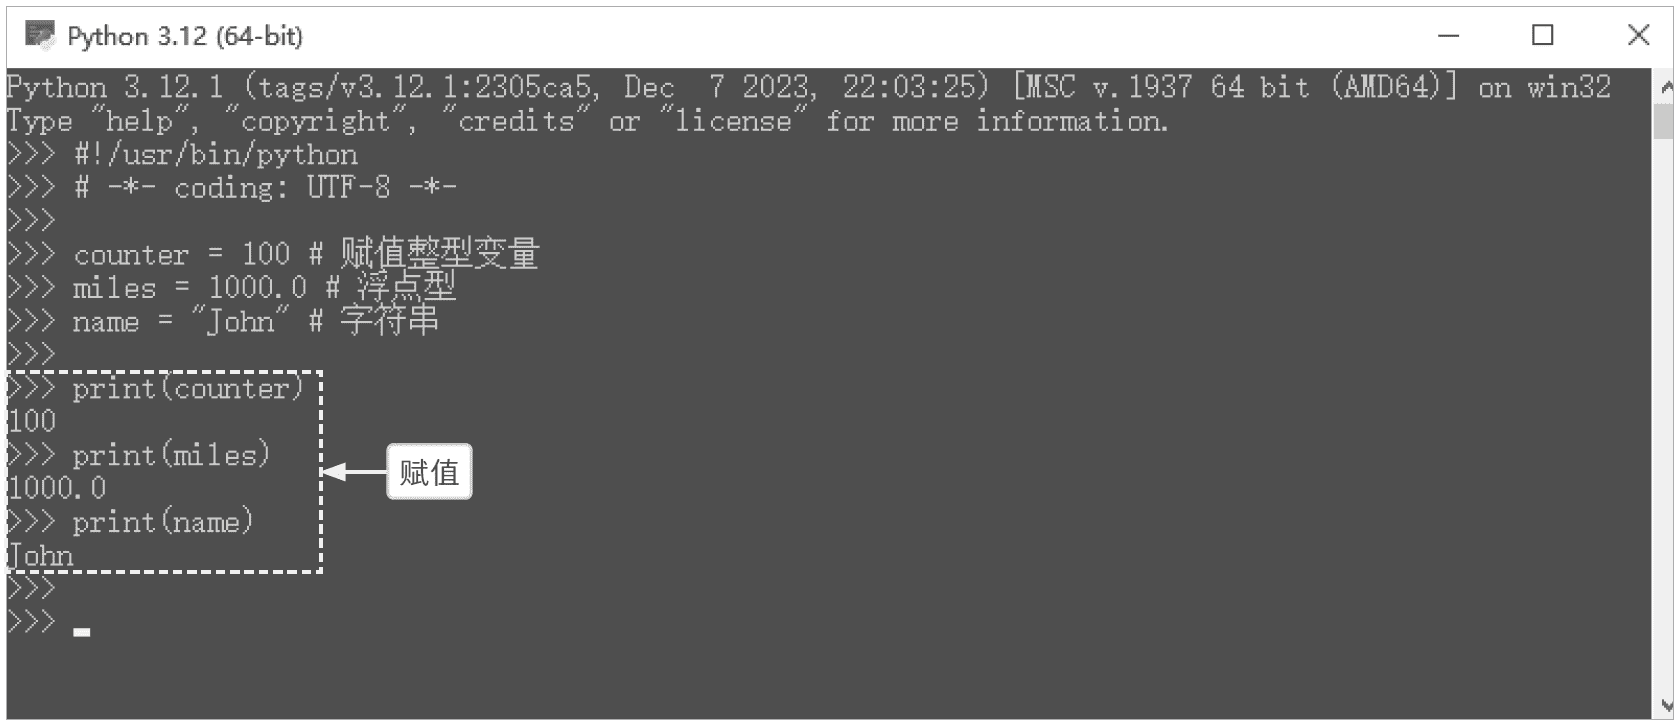 Python 3.12 (64-bit)
Python 3.12.1 (tags/v3.12.1:2305ca5, Dec  7 2023, 22:03:25) [MSC v.1937 64 bit (AMD64)] on win32
Type "help", "copyright", "credits" or "license" for more information.
>>> #!/usr/bin/python
>>> # -*- coding: UTF-8 -*-
>>>
>>> counter = 100 # 赋值整型变量
>>> miles = 1000.0 # 浮点型
>>> name = "John" # 字符串
>>>
>>> print(counter)
100
>>> print(miles)
1000.0
>>> print(name)
John
>>>
>>>
赋值